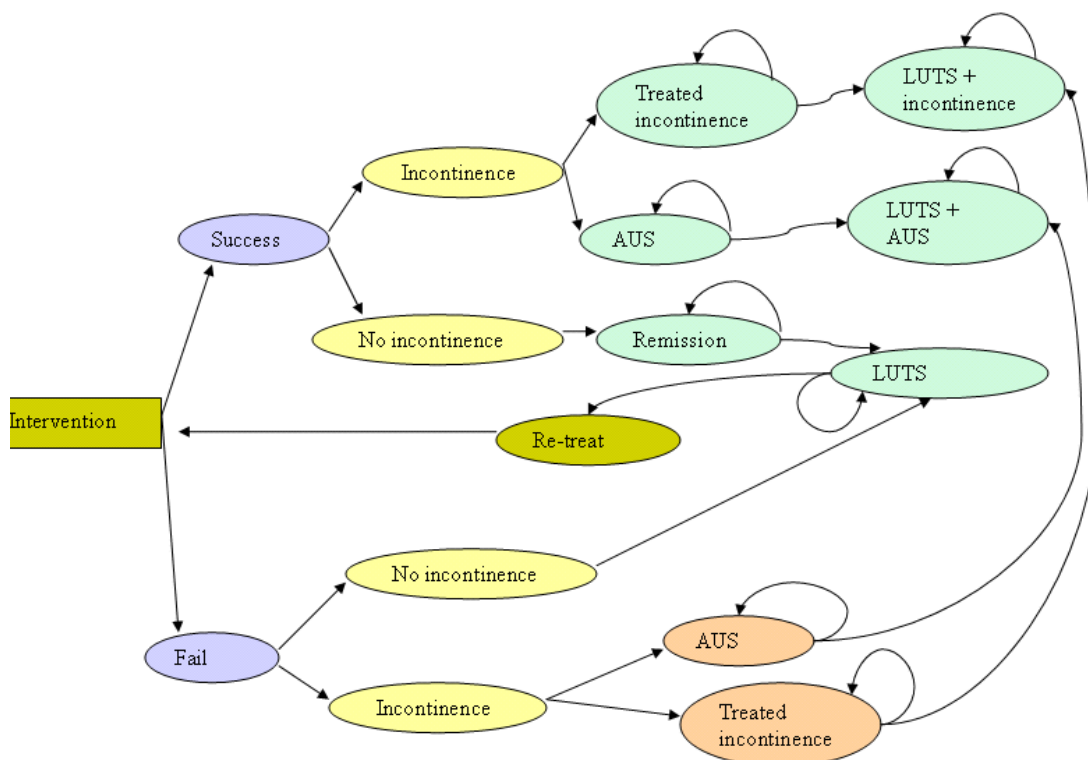 Treated
incontinence
LUTS +
incontinence
Incontinence
Success
AUS
LUTS +
AUS
No incontinence
Remission
LUTS
Intervention
Re-treat
No incontinence
Fail
AUS
Incontinence
Treated
incontinence